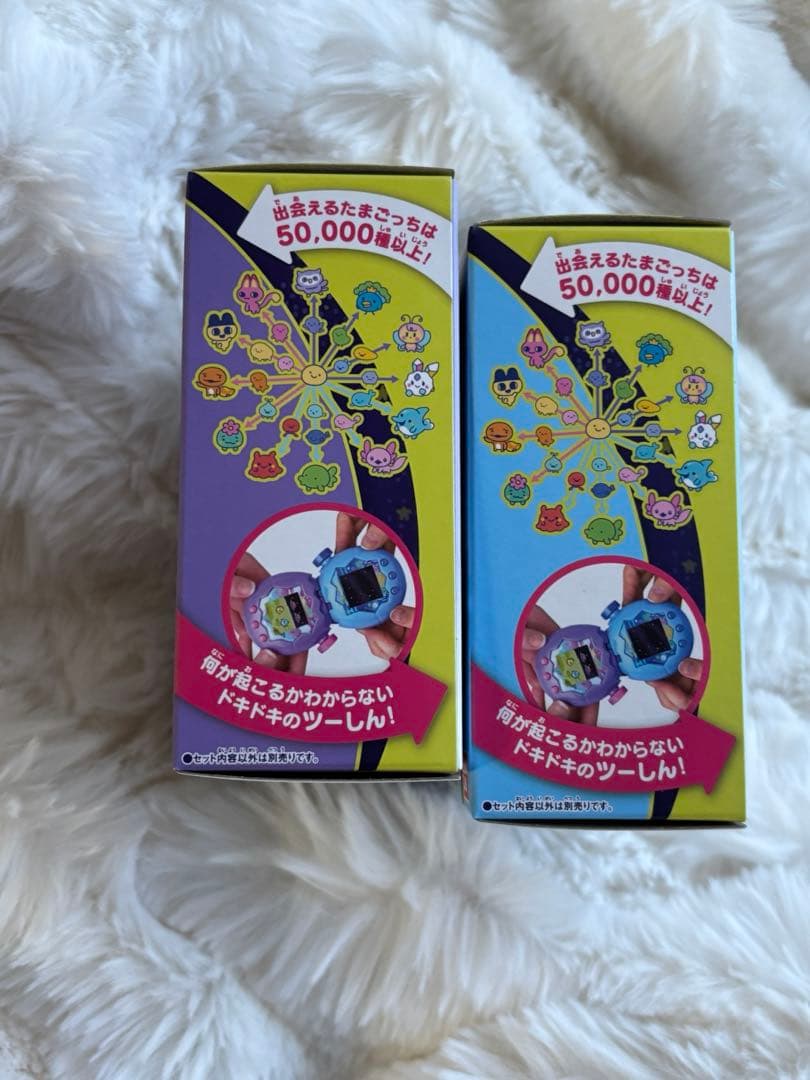 出会えるたまごっちは
50,000種以上!
何が起こるかわからない
ドキドキのツーしん!
●セット内容以外は別売りです。
出会えるたまごっちは
50,000種以上!
何が起こるかわからない
ドキドキのツーしん!
●セット内容以外は別売りです。